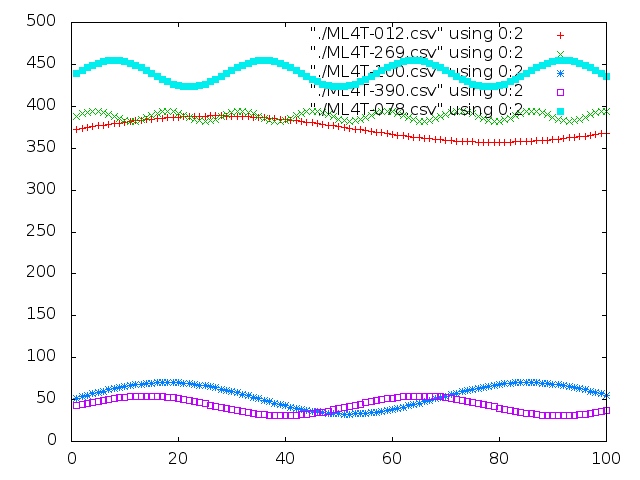 500
450
400
350
300
250
200
150
100
50
0
0 20 40 60 80 100
"./ML4T-012.csv" using 0:2
"./ML4T-269.csv" using 0:2
"./ML4T-100.csv" using 0:2
"./ML4T-390.csv" using 0:2
"./ML4T-078.csv" using 0:2